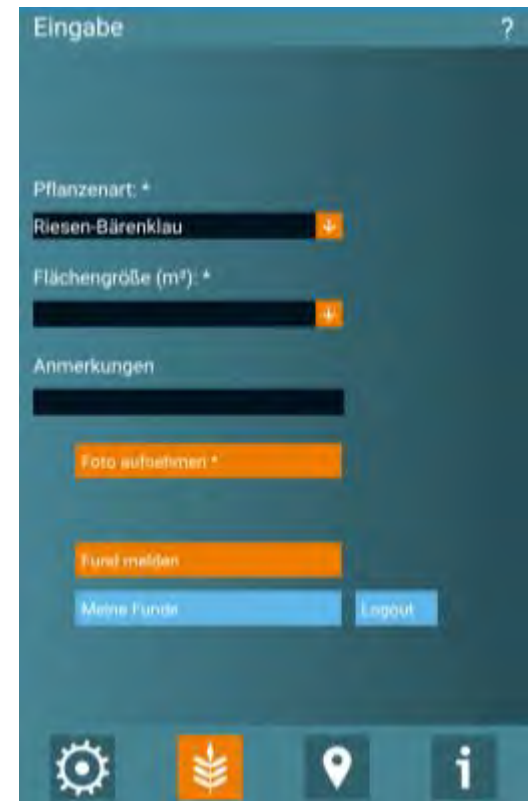 Eingabe ?
Pflanzenart: *
Riesen-Bärenklau
Flächengröße (m²): *
Anmerkungen
Foto aufnehmen *
Fund melden
Meine Funde Logout